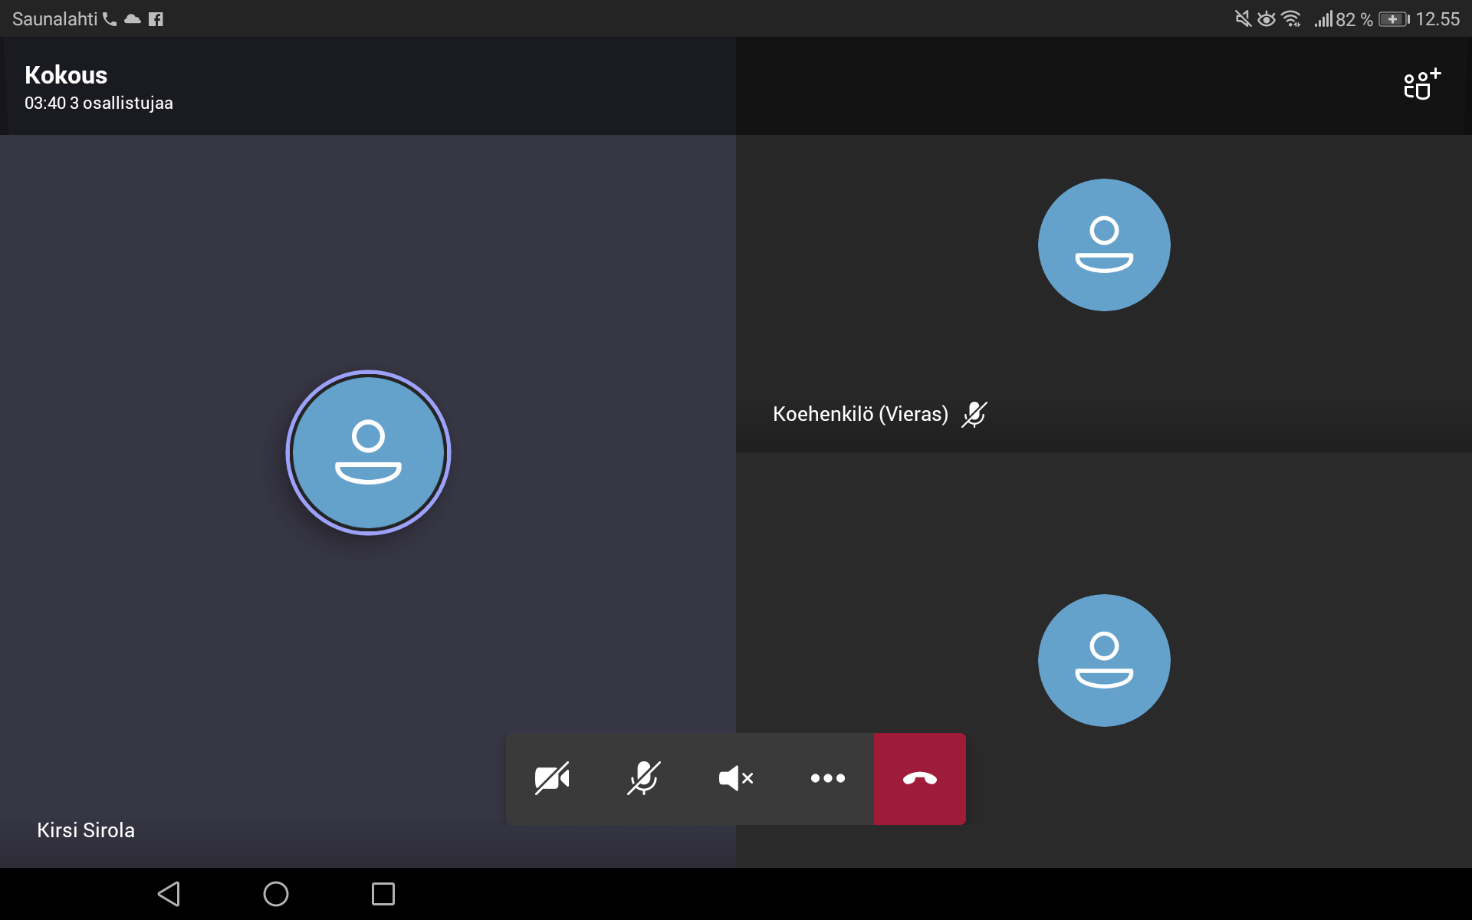 Saunalahti
82 %
12.55
Kokous
03:40 3 osallistujaa
Koehenkilö (Vieras)
Kirsi Sirola